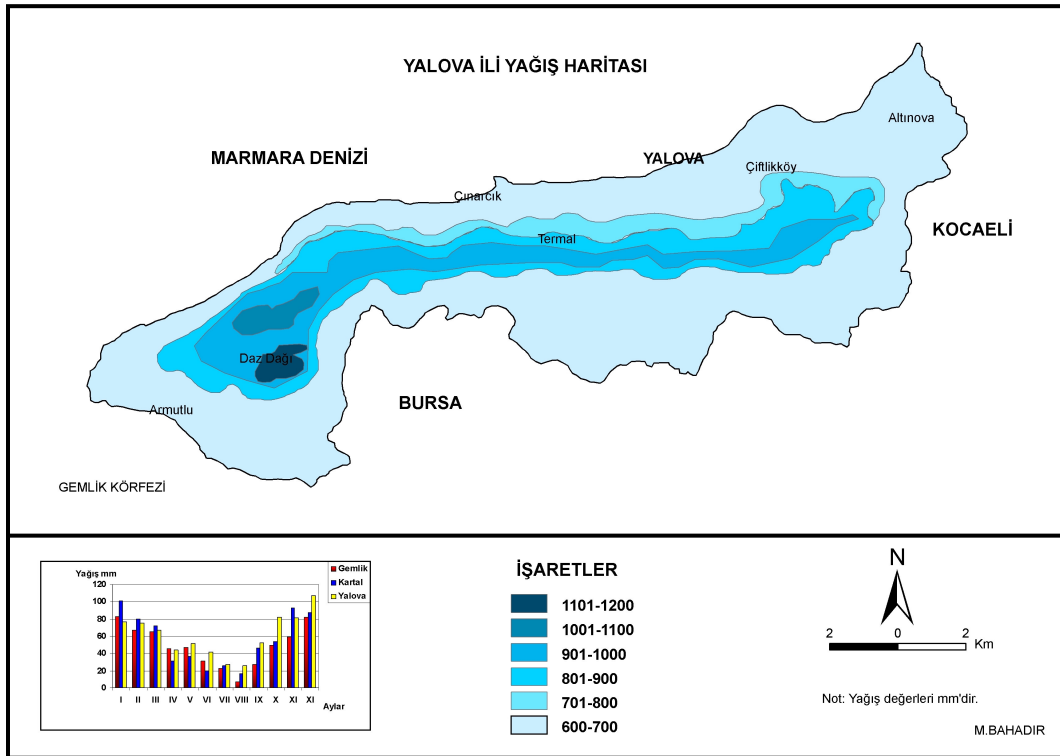 YALOVA İLİ YAĞIŞ HARİTASI
Altınova
MARMARA DENİZİ
YALOVA
Çiftlikköy
Çınarcık
KOCAELİ
Termal
Daz Dağı
BURSA
Armutlu
GEMLİK KÖRFEZİ
Yağış mm
Gemlik
Kartal
Yalova
120
100
80
60
40
20
0
I II III IV V VI VII VIII IX X XI XI
Aylar
İŞARETLER
1101-1200
1001-1100
901-1000
801-900
701-800
600-700
N
2 0 2
Km
Not: Yağış değerleri mm'dir.
M.BAHADIR